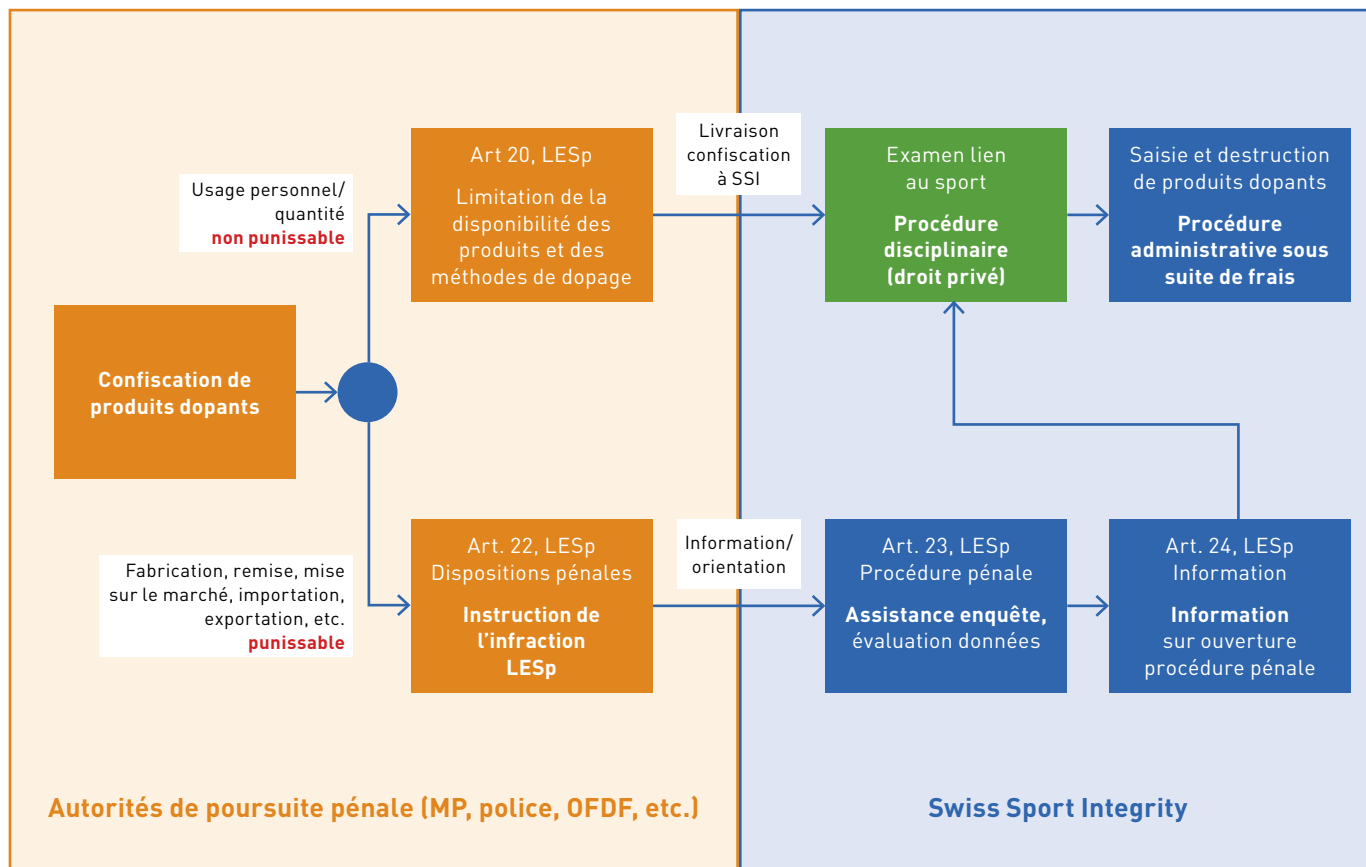 Usage personnel/
quantité
non punissable
Art 20, LESp
Limitation de la
disponibilité des
produits et des
méthodes de dopage
Livraison
confiscation
à SSI
Examen lien
au sport
Procédure
disciplinaire
(droit privé)
Saisie et destruction
de produits dopants
Procédure
administrative sous
suite de frais
Confiscation de
produits dopants
Fabrication, remise, mise
sur le marché, importation,
exportation, etc.
punissable
Art. 22, LESp
Dispositions pénales
Instruction de
l’infraction
LESp
Information/
orientation
Art. 23, LESp
Procédure pénale
Assistance enquête,
évaluation données
Art. 24, LESp
Information
Information
sur ouverture
procédure pénale
Autorités de poursuite pénale (MP, police, OFDF, etc.)
Swiss Sport Integrity